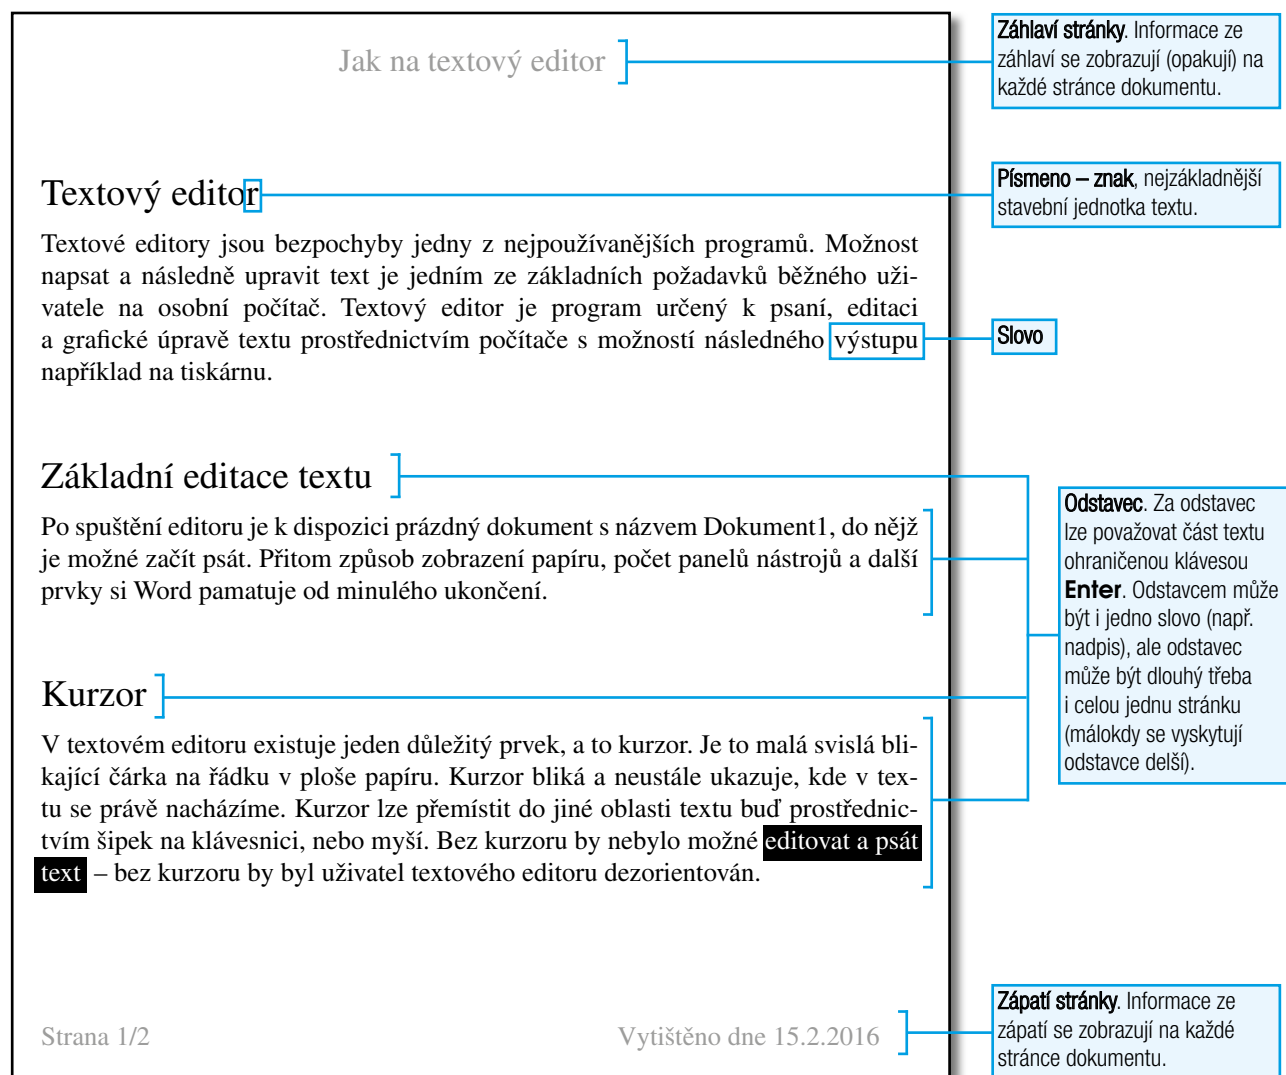 Jak na textový editor
Záhlaví stránky. Informace ze
záhlaví se zobrazují (opakují) na
každé stránce dokumentu.
Textový editor
Písmeno – znak, nejzákladnější
stavební jednotka textu.
Textové editory jsou bezpochyby jedny z nejpoužívanějších programů. Možnost
napsat a následně upravit text je jedním ze základních požadavků běžného uži-
vatele na osobní počítač. Textový editor je program určený k psaní, editaci
a grafické úpravě textu prostřednictvím počítače s možností následného výstupu
například na tiskárnu.
Slovo
Základní editace textu
Po spuštění editoru je k dispozici prázdný dokument s názvem Dokument1, do nějž
je možné začít psát. Přitom způsob zobrazení papíru, počet panelů nástrojů a další
prvky si Word pamatuje od minulého ukončení.
Odstavec. Za odstavec
lze považovat část textu
ohraničenou klávesou
Enter. Odstavcem může
být i jedno slovo (např.
nadpis), ale odstavec
může být dlouhý třeba
i celou jednu stránku
(málokdy se vyskytují
odstavce delší).
Kurzor
V textovém editoru existuje jeden důležitý prvek, a to kurzor. Je to malá svislá bli-
kající čárka na řádku v ploše papíru. Kurzor bliká a neustále ukazuje, kde v tex-
tu se právě nacházíme. Kurzor lze přemístit do jiné oblasti textu buď prostřednic-
tvím šipek na klávesnici, nebo myší. Bez kurzoru by nebylo možné editovat a psát
text – bez kurzoru by byl uživatel textového editoru dezorientován.
Strana 1/2
Vytištěno dne 15.2.2016
Zápatí stránky. Informace ze
zápatí se zobrazují na každé
stránce dokumentu.